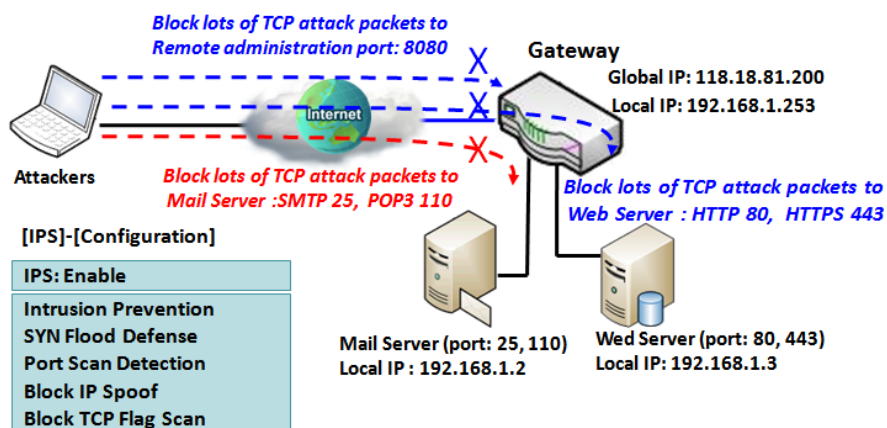 Block lots of TCP attack packets to
Remote administration port: 8080
Gateway
Global IP: 118.18.81.200
Local IP: 192.168.1.253
Internet
Attackers
Block lots of TCP attack packets to
Mail Server :SMTP 25, POP3 110
Block lots of TCP attack packets to
Web Server : HTTP 80, HTTPS 443
[IPS]-[Configuration]
IPS: Enable
Intrusion Prevention
SYN Flood Defense
Port Scan Detection
Block IP Spoof
Block TCP Flag Scan
Mail Server (port: 25, 110)
Local IP : 192.168.1.2
Wed Server (port: 80, 443)
Local IP: 192.168.1.3